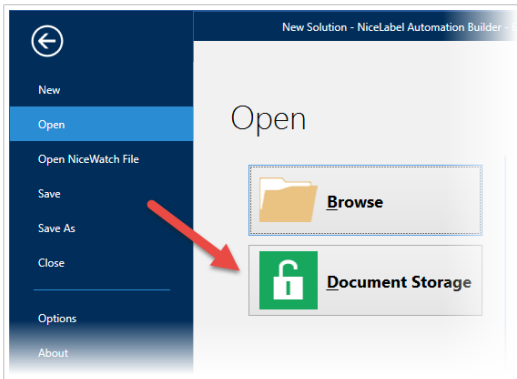 New Solution - NiceLabel Automation Builder -
New
Open
Open NiceWatch File
Save
Save As
Close
Options
About
Open
Browse
Document Storage